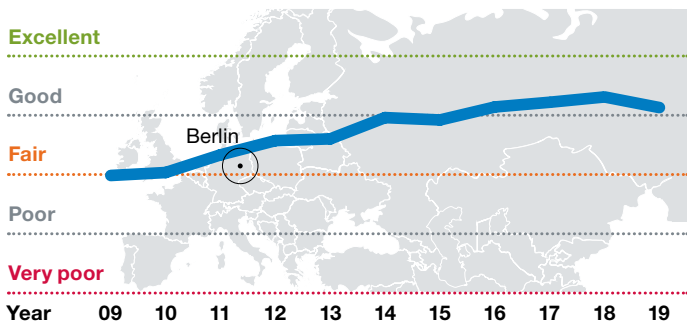 Excellent
Good
Berlin
Fair
Poor
Very poor
Year 09 10 11 12 13 14 15 16 17 18 19